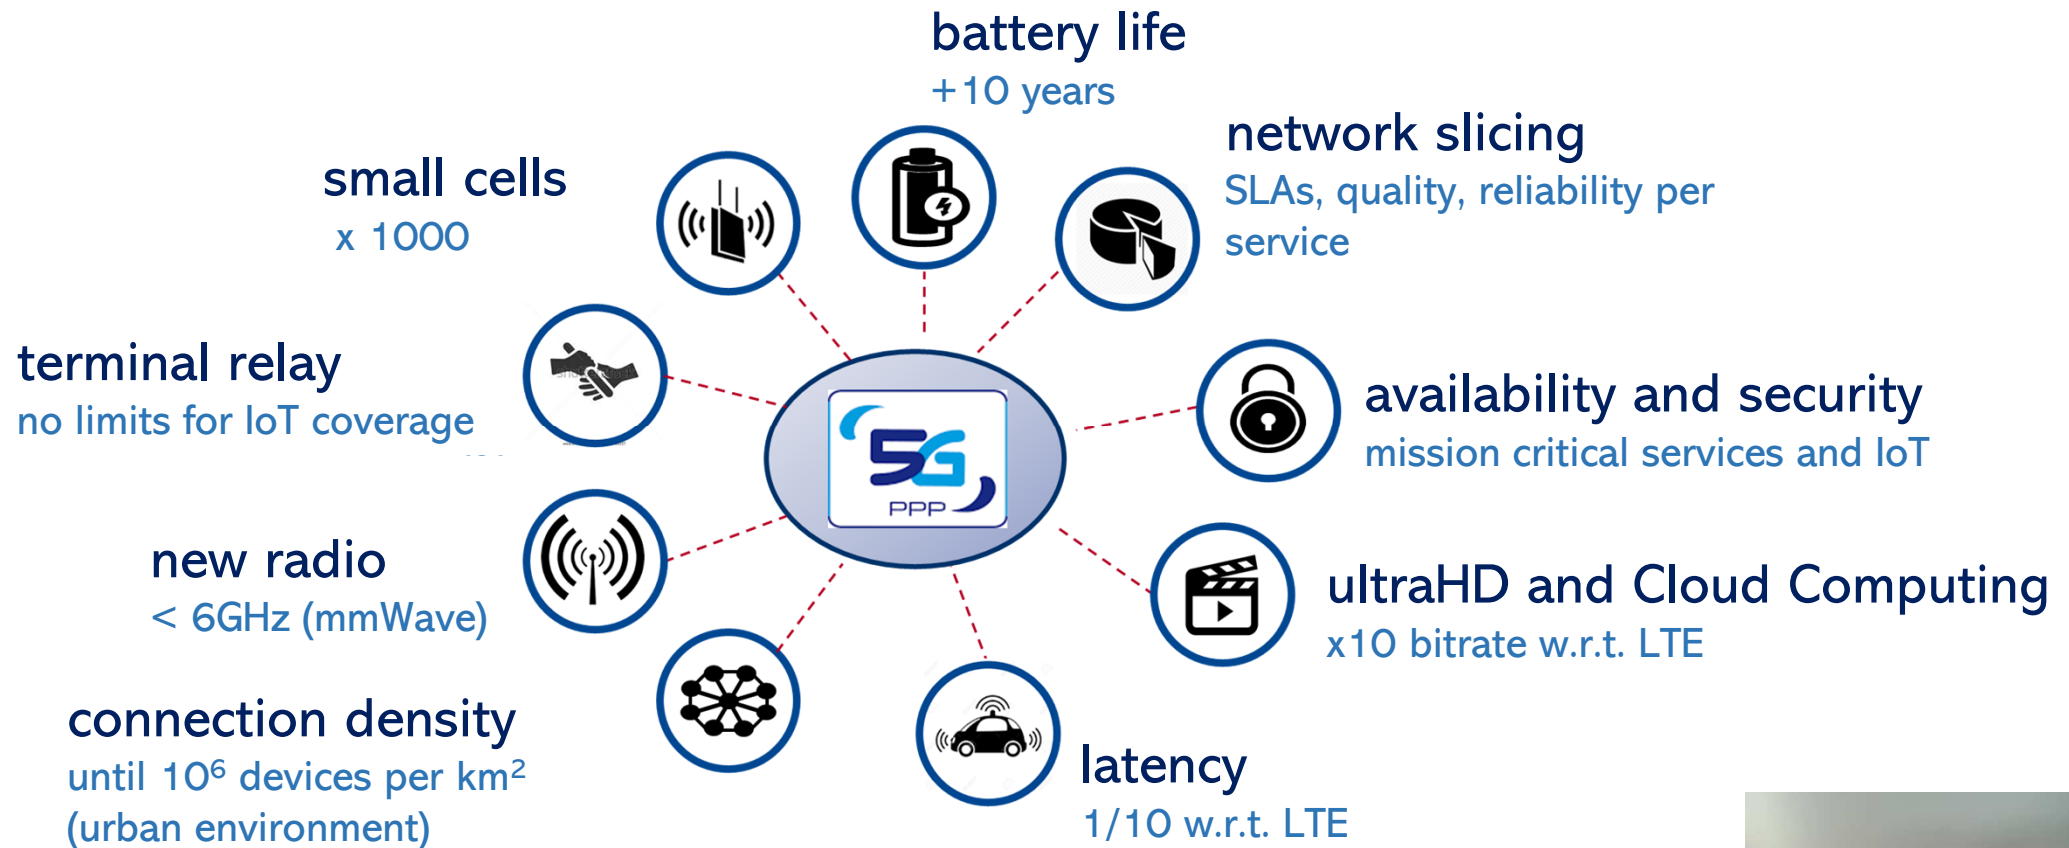 battery life
+10 years
network slicing
SLAs, quality, reliability per
service
small cells
x 1000
terminal relay
no limits for IoT coverage
availability and security
mission critical services and IoT
5G
PPP
new radio
< 6GHz (mmWave)
ultraHD and Cloud Computing
x10 bitrate w.r.t. LTE
connection density
until 10⁶ devices per km²
(urban environment)
latency
1/10 w.r.t. LTE